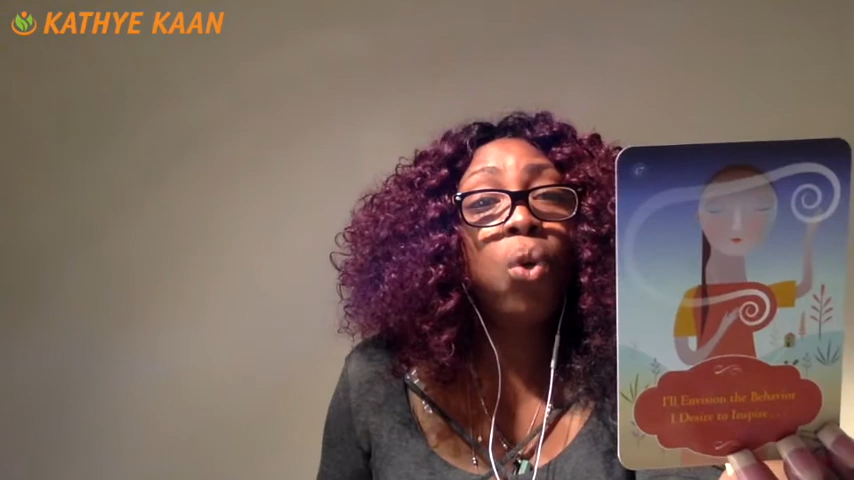 KATHYE KAAN
I'll Envision the Behavior
I Desire to Inspire. . .